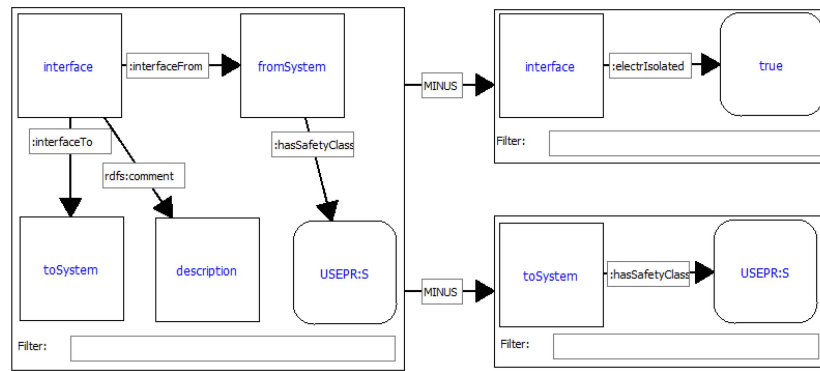 interface
:interfaceFrom
fromSystem
:interfaceTo
rdfs:comment
:hasSafetyClass
toSystem
description
USEPR:S
Filter:
MINUS
interface
:electrIsolated
true
Filter:
MINUS
toSystem
:hasSafetyClass
USEPR:S
Filter: